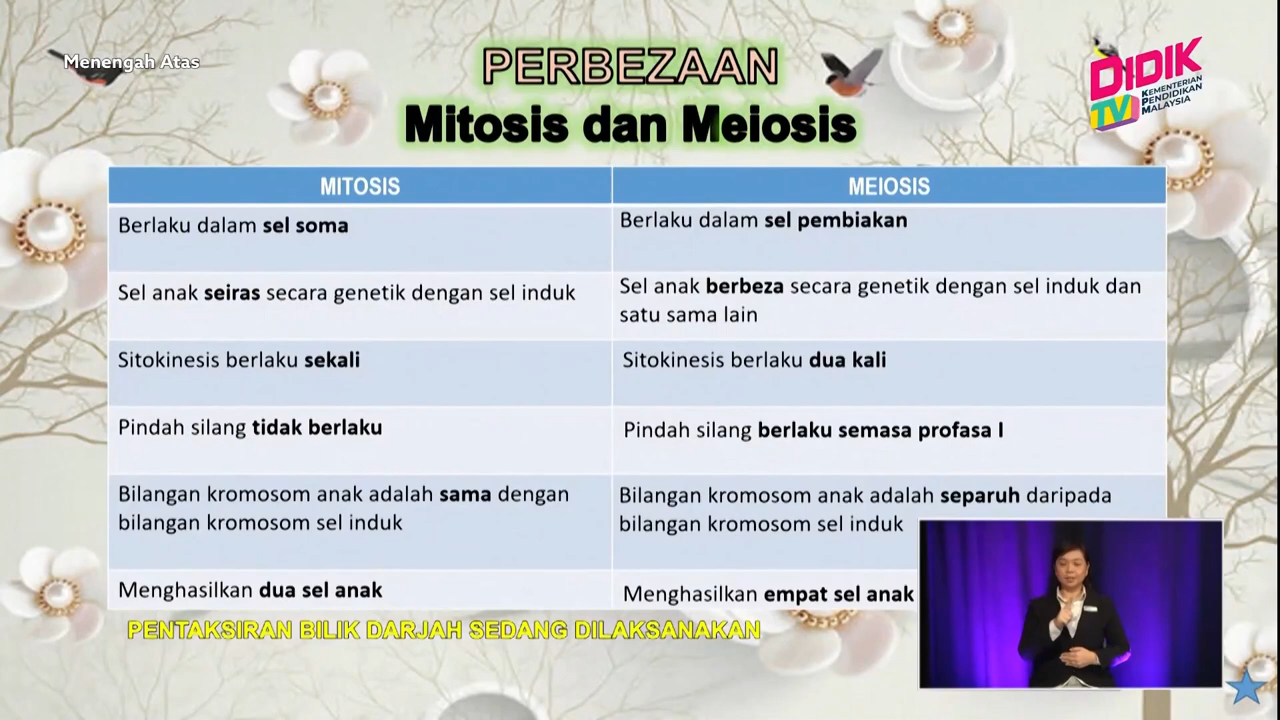 Menengah Atas
PERBEZAAN
Mitosis dan Meiosis
DIDIK
TV
KEMENTERIAN
PENDIDIKAN
MALAYSIA
MITOSIS
MEIOSIS
Berlaku dalam sel soma
Berlaku dalam sel pembiakan
Sel anak seiras secara genetik dengan sel induk
Sel anak berbeza secara genetik dengan sel induk dan
satu sama lain
Sitokinesis berlaku sekali
Sitokinesis berlaku dua kali
Pindah silang tidak berlaku
Pindah silang berlaku semasa profasa I
Bilangan kromosom anak adalah sama dengan
bilangan kromosom sel induk
Bilangan kromosom anak adalah separuh daripada
bilangan kromosom sel induk
Menghasilkan dua sel anak
Menghasilkan empat sel anak
PENTAKSIRAN BILIK DARJAH SEDANG DILAKSANAKAN